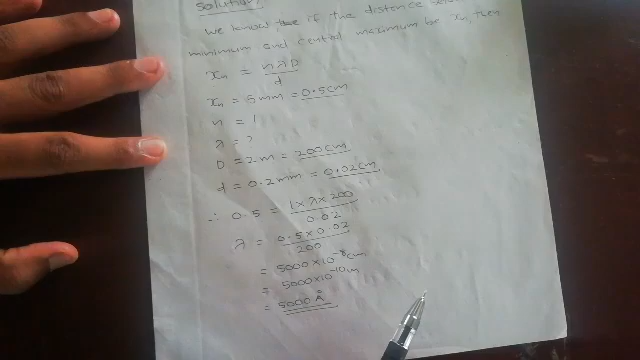 Solution,
We know, if the distance
minimum and central maximum be xn, then
xn = nλD / d
xn = 5mm = 0.5cm
n = 1
λ = ?
D = 2m = 200cm
d = 0.2mm = 0.02cm
∴ 0.5 = 1×λ×200 / 0.02
λ = 0.5×0.02 / 200
= 5000×10⁻⁸cm
= 5000×10⁻¹⁰m
= 5000 Å